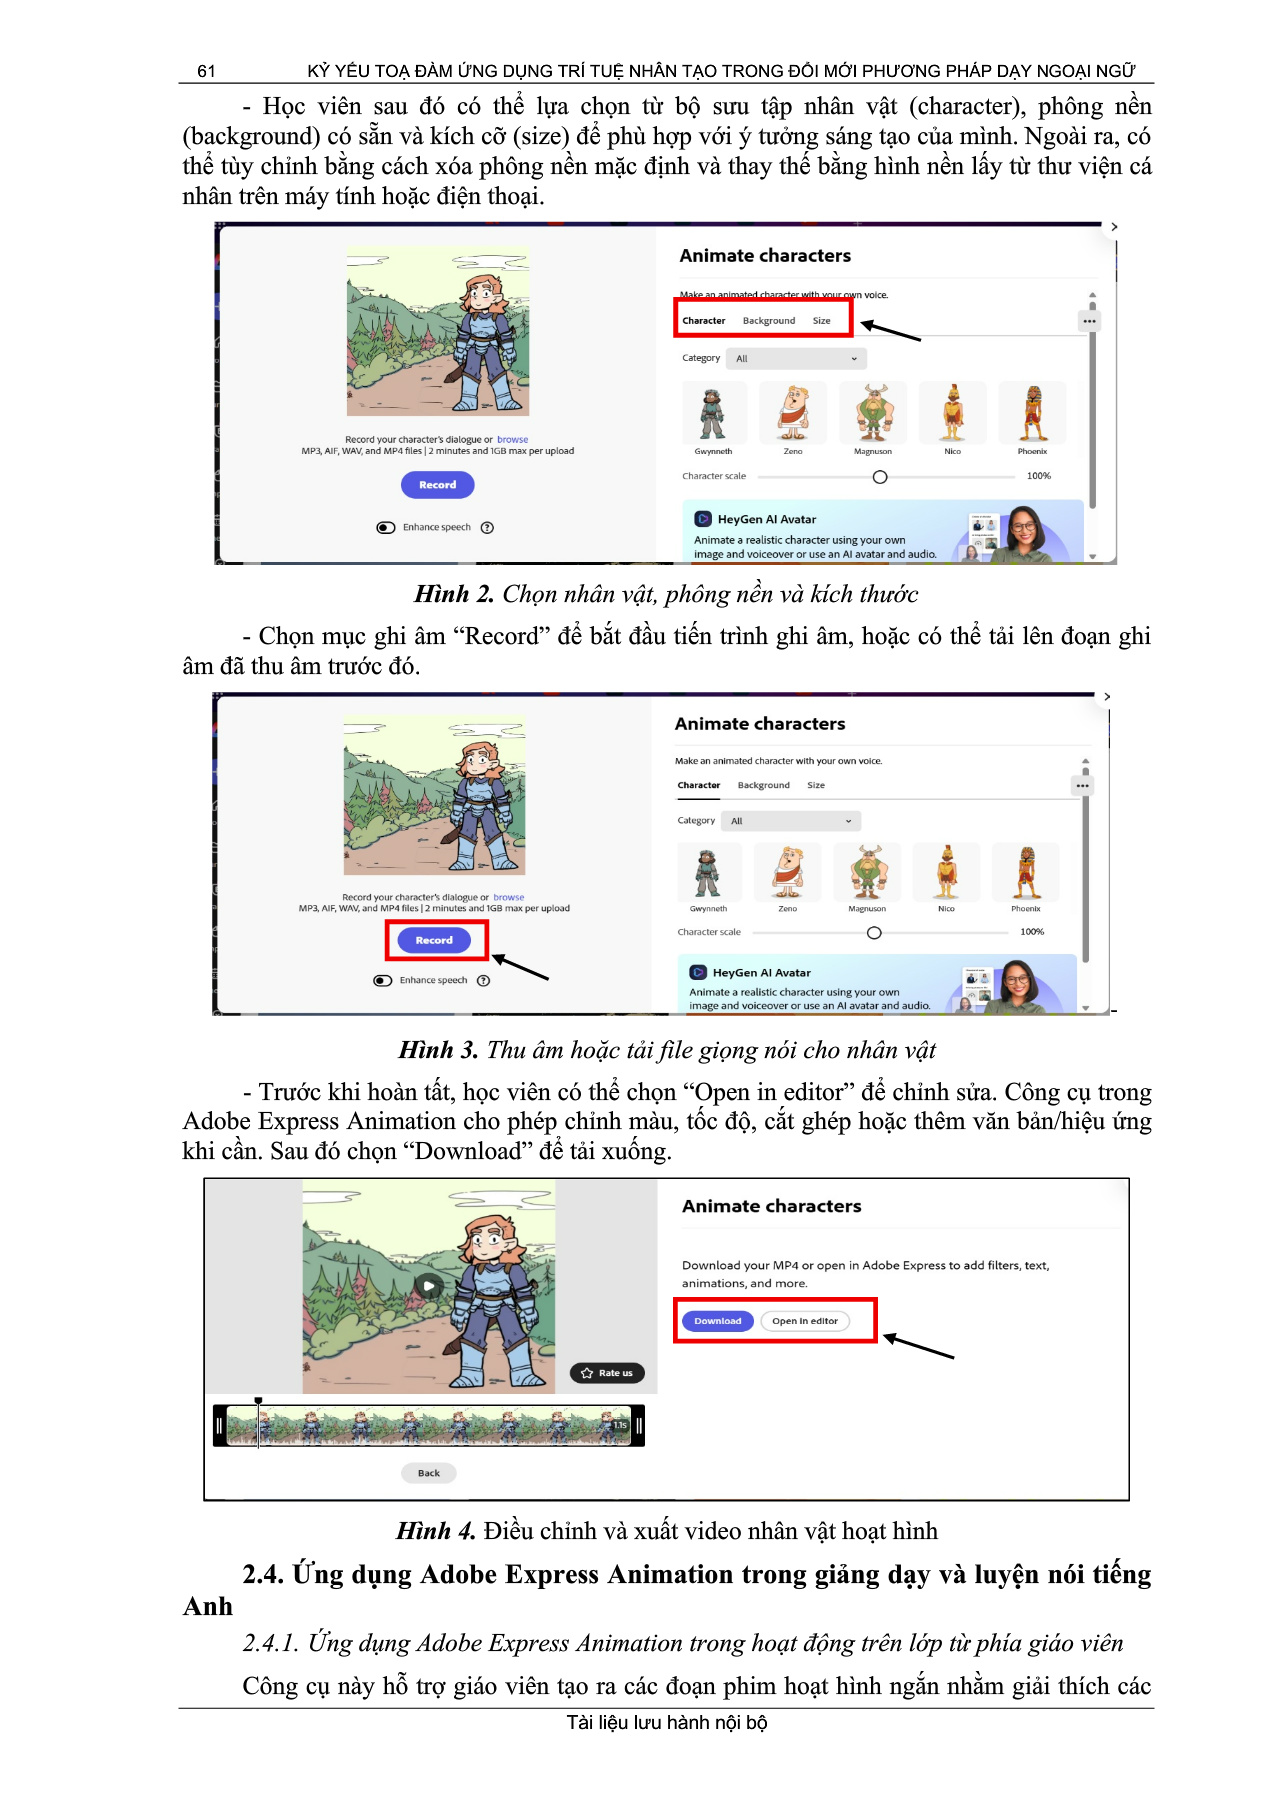 61 KỶ YẾU TOẠ ĐÀM ỨNG DỤNG TRÍ TUỆ NHÂN TẠO TRONG ĐỔI MỚI PHƯƠNG PHÁP DẠY NGOẠI NGỮ
- Học viên sau đó có thể lựa chọn từ bộ sưu tập nhân vật (character), phông nền
(background) có sẵn và kích cỡ (size) để phù hợp với ý tưởng sáng tạo của mình. Ngoài ra, có
thể tùy chỉnh bằng cách xóa phông nền mặc định và thay thế bằng hình nền lấy từ thư viện cá
nhân trên máy tính hoặc điện thoại.
Animate characters
Make an animated character with your own voice.
Character Background Size
Category All
Gwynneth Zeno Magnuson Nico Phoenix
Character scale 100%
HeyGen AI Avatar
Animate a realistic character using your own
image and voiceover or use an AI avatar and audio.
Record your character's dialogue or browse
MP3, AIF, WAV, and MP4 files | 2 minutes and 1GB max per upload
Record
Enhance speech ?
Hình 2. Chọn nhân vật, phông nền và kích thước
- Chọn mục ghi âm “Record” để bắt đầu tiến trình ghi âm, hoặc có thể tải lên đoạn ghi
âm đã thu âm trước đó.
Animate characters
Make an animated character with your own voice.
Character Background Size
Category All
Gwynneth Zeno Magnuson Nico Phoenix
Character scale 100%
HeyGen AI Avatar
Animate a realistic character using your own
image and voiceover or use an AI avatar and audio.
Record your character's dialogue or browse
MP3, AIF, WAV, and MP4 files | 2 minutes and 1GB max per upload
Record
Enhance speech ?
-
Hình 3. Thu âm hoặc tải file giọng nói cho nhân vật
- Trước khi hoàn tất, học viên có thể chọn “Open in editor” để chỉnh sửa. Công cụ trong
Adobe Express Animation cho phép chỉnh màu, tốc độ, cắt ghép hoặc thêm văn bản/hiệu ứng
khi cần. Sau đó chọn “Download” để tải xuống.
Animate characters
Download your MP4 or open in Adobe Express to add filters, text,
animations, and more.
Download Open in editor
Rate us
1.1s
Back
Hình 4. Điều chỉnh và xuất video nhân vật hoạt hình
2.4. Ứng dụng Adobe Express Animation trong giảng dạy và luyện nói tiếng
Anh
2.4.1. Ứng dụng Adobe Express Animation trong hoạt động trên lớp từ phía giáo viên
Công cụ này hỗ trợ giáo viên tạo ra các đoạn phim hoạt hình ngắn nhằm giải thích các
Tài liệu lưu hành nội bộ